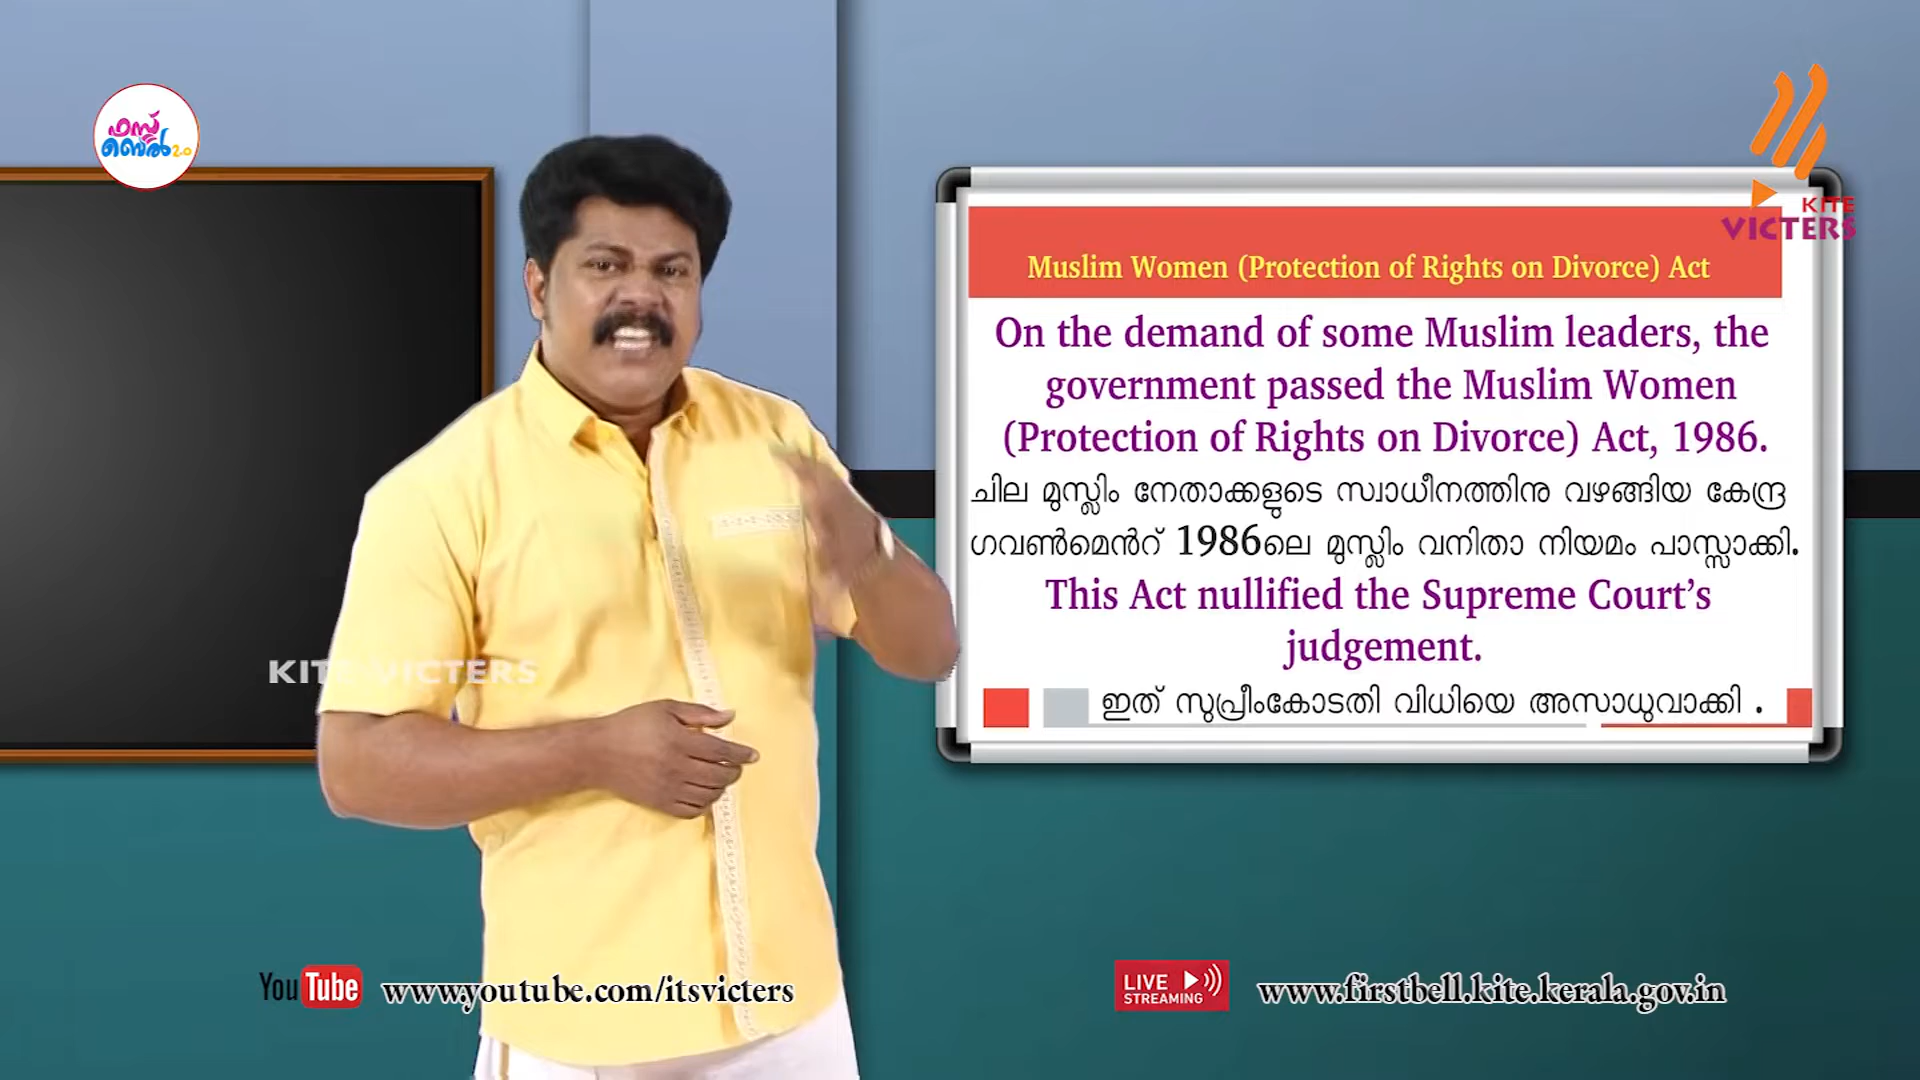 ഫസ്റ്റ്
ബെൽ 2.0
KITE
VICTERS
Muslim Women (Protection of Rights on Divorce) Act
On the demand of some Muslim leaders, the
government passed the Muslim Women
(Protection of Rights on Divorce) Act, 1986.
ചില മുസ്ലിം നേതാക്കളുടെ സ്വാധീനത്തിനു വഴങ്ങിയ കേന്ദ്ര
ഗവൺമെൻറ് 1986ലെ മുസ്ലിം വനിതാ നിയമം പാസ്സാക്കി.
This Act nullified the Supreme Court’s
judgement.
ഇത് സുപ്രീംകോടതി വിധിയെ അസാധുവാക്കി .
KITE VICTERS
YouTube www.youtube.com/itsvicters
LIVE
STREAMING
www.firstbell.kite.kerala.gov.in